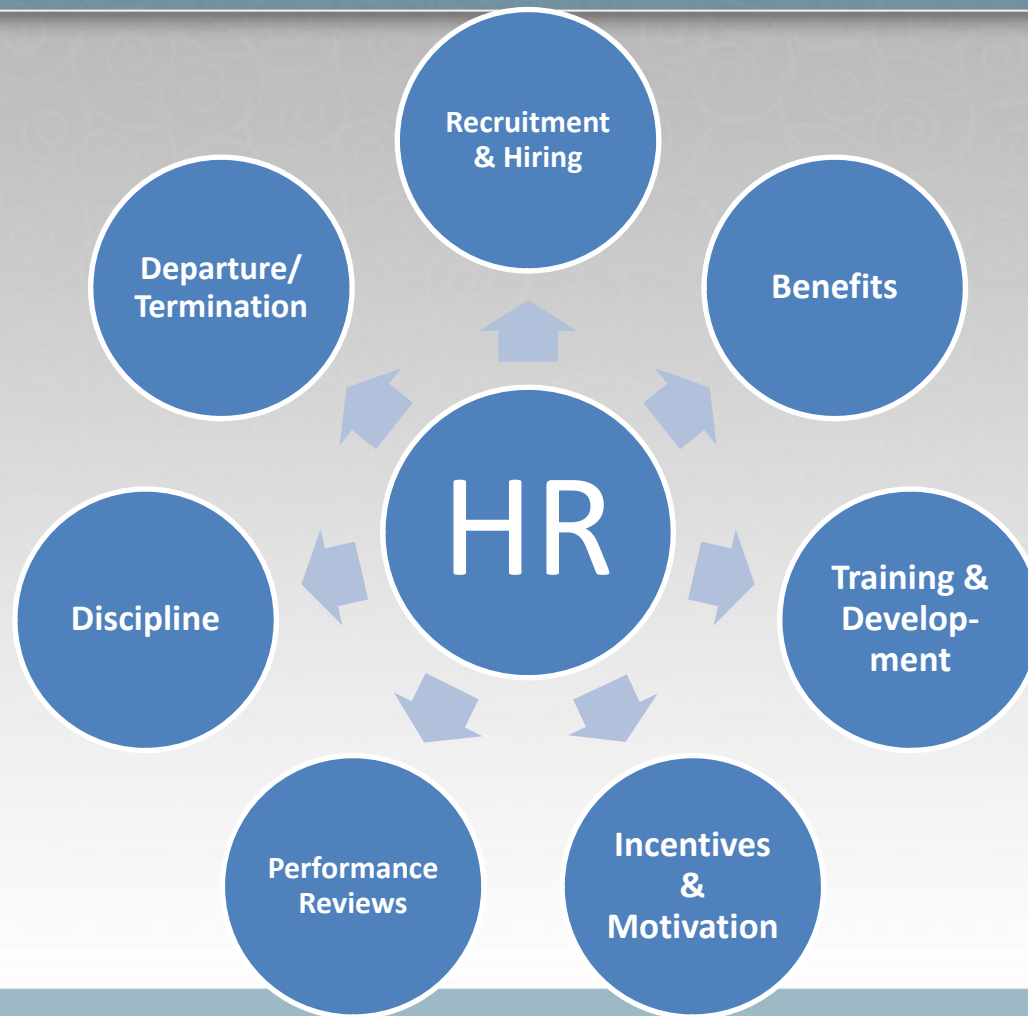 Recruitment
& Hiring
Departure/
Termination
Benefits
HR
Training &
Develop-
ment
Discipline
Performance
Reviews
Incentives
&
Motivation